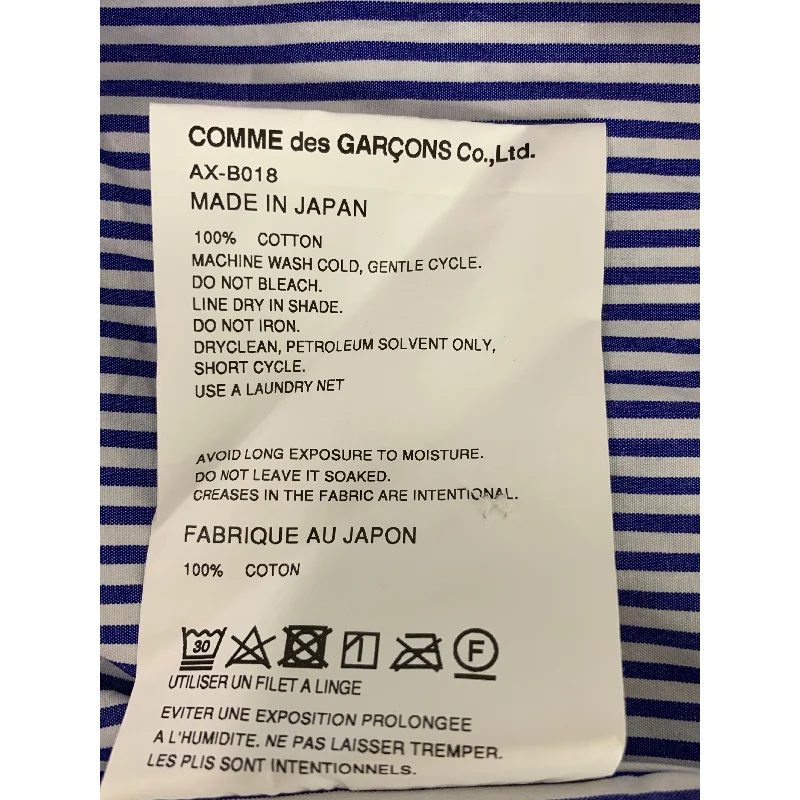 COMME des GARÇONS Co.,Ltd.
AX-B018
MADE IN JAPAN
100% COTTON
MACHINE WASH COLD, GENTLE CYCLE.
DO NOT BLEACH.
LINE DRY IN SHADE.
DO NOT IRON.
DRYCLEAN, PETROLEUM SOLVENT ONLY,
SHORT CYCLE.
USE A LAUNDRY NET
AVOID LONG EXPOSURE TO MOISTURE.
DO NOT LEAVE IT SOAKED.
CREASES IN THE FABRIC ARE INTENTIONAL.
FABRIQUE AU JAPON
100% COTON
30 F
UTILISER UN FILET A LINGE
EVITER UNE EXPOSITION PROLONGEE
A L'HUMIDITE. NE PAS LAISSER TREMPER.
LES PLIS SONT INTENTIONNELS.